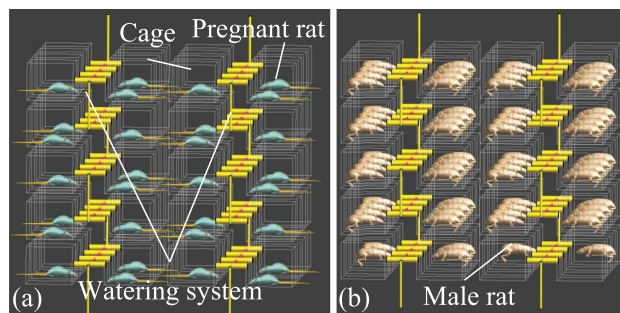 Cage
Pregnant rat
Watering system
(a)
Male rat
(b)